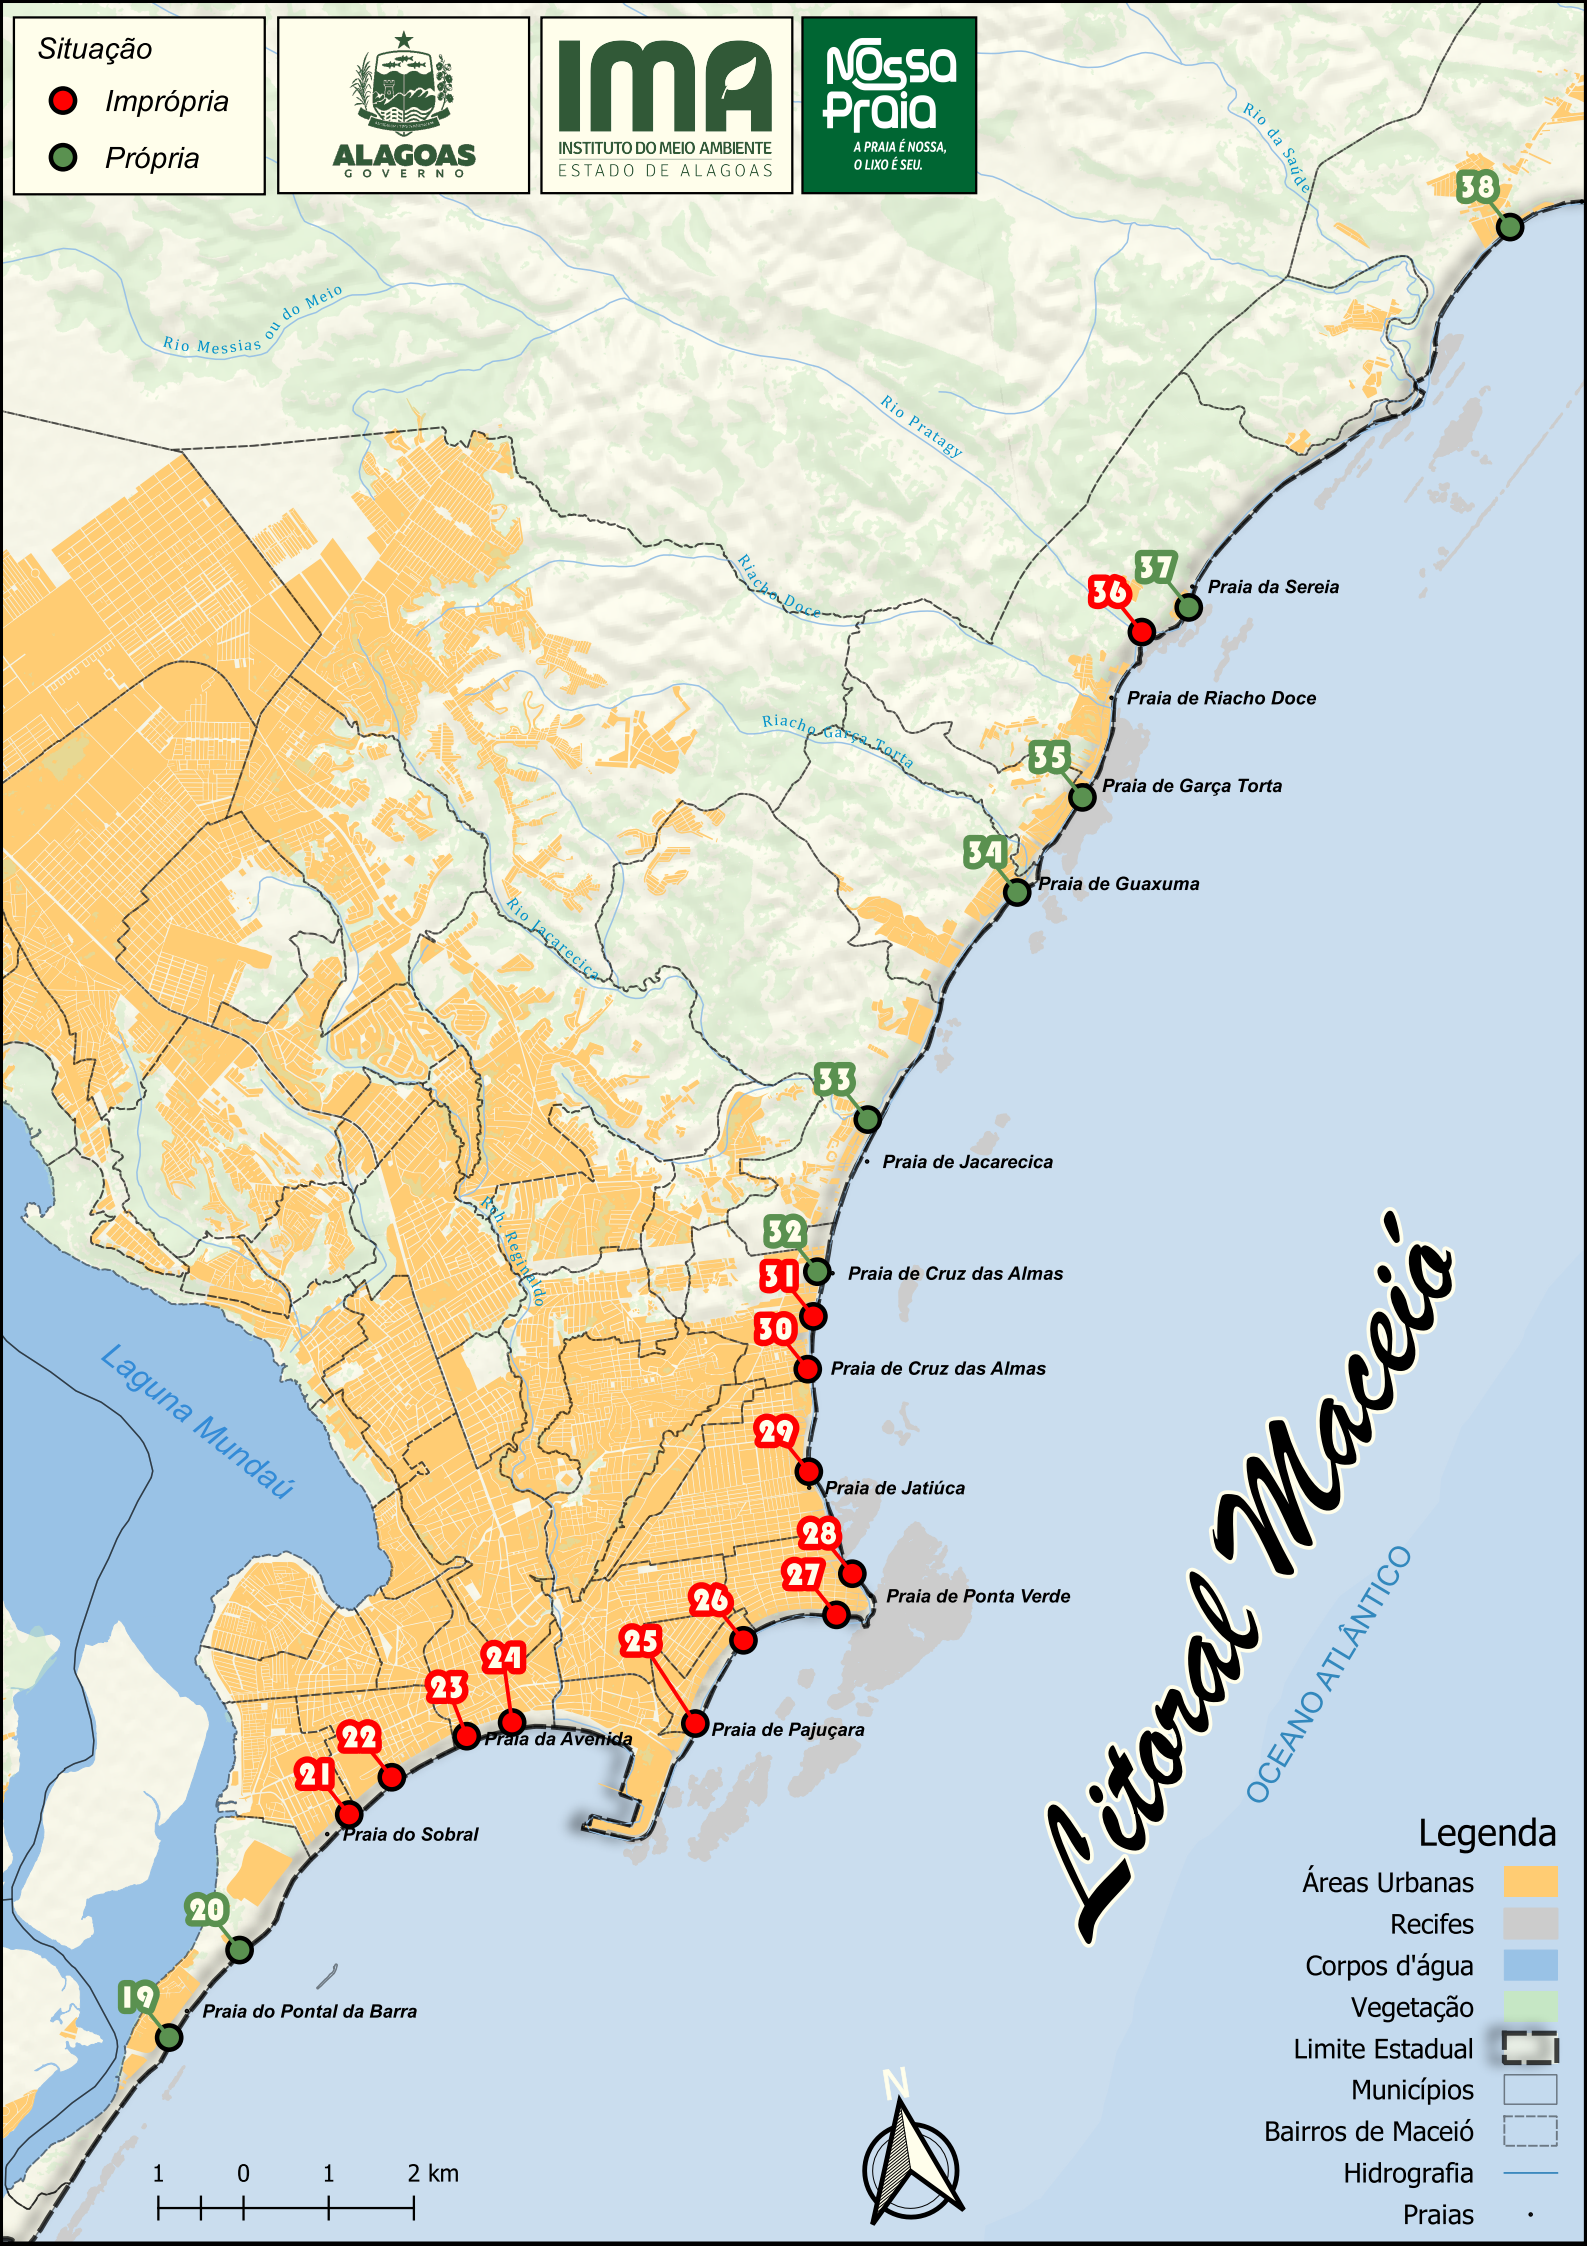 Situação
Imprópria
Própria
ALAGOAS
GOVERNO
IMA
INSTITUTO DO MEIO AMBIENTE
ESTADO DE ALAGOAS
Nossa
Praia
A PRAIA É NOSSA,
O LIXO É SEU.
Rio da Saúde
38
Rio Messias ou do Meio
Rio Pratagy
Riacho Doce
37
36
Praia da Sereia
Praia de Riacho Doce
Riacho Garça Torta
35
Praia de Garça Torta
34
Praia de Guaxuma
Rio Jacarecica
33
Praia de Jacarecica
Rch. Reginaldo
32
Praia de Cruz das Almas
31
30
Praia de Cruz das Almas
Laguna Mundaú
29
Praia de Jatiúca
28
27
Praia de Ponta Verde
26
25
24
23
Praia de Pajuçara
Praia da Avenida
22
21
Praia do Sobral
20
19
Praia do Pontal da Barra
Litoral Maceió
OCEANO ATLÂNTICO
Legenda
Áreas Urbanas
Recifes
Corpos d'água
Vegetação
Limite Estadual
Municípios
Bairros de Maceió
Hidrografia
Praias
N
1 0 1 2 km